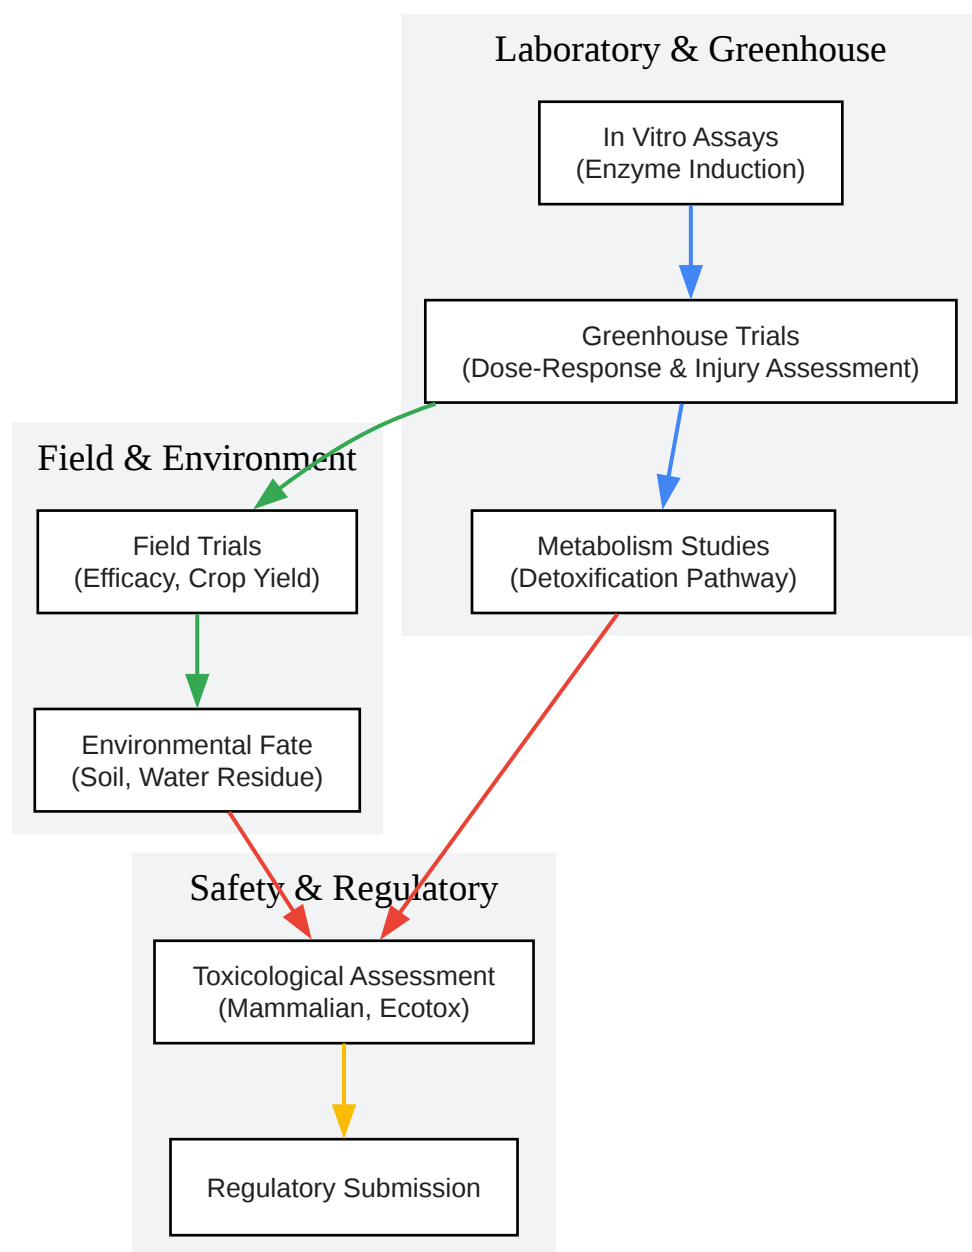 Laboratory & Greenhouse
In Vitro Assays
(Enzyme Induction)
Greenhouse Trials
(Dose-Response & Injury Assessment)
Field & Environment
Field Trials
(Efficacy, Crop Yield)
Metabolism Studies
(Detoxification Pathway)
Environmental Fate
(Soil, Water Residue)
Safety & Regulatory
Toxicological Assessment
(Mammalian, Ecotox)
Regulatory Submission